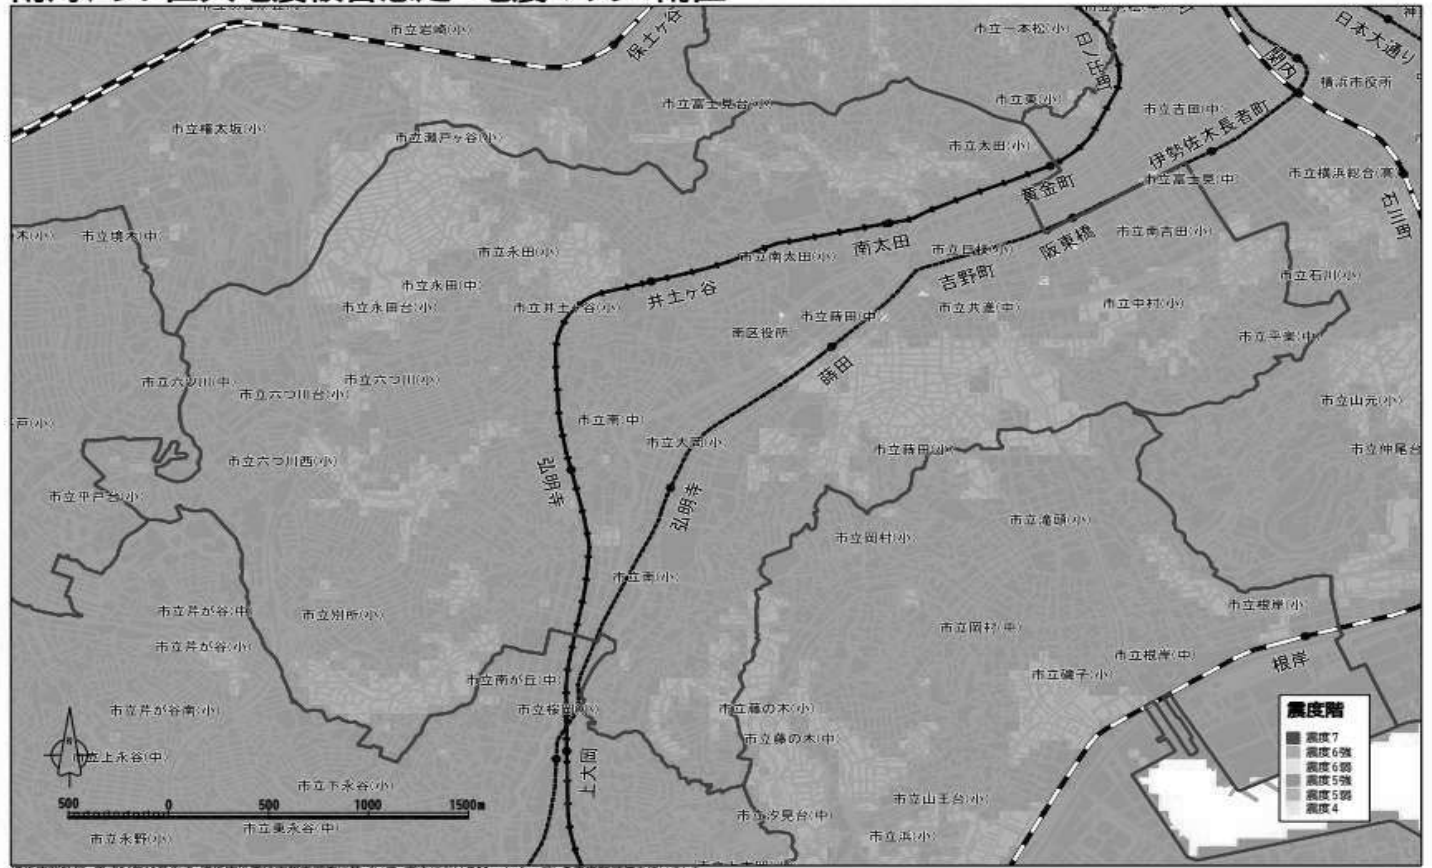 市立岩崎(小)
保土ヶ谷
市立一本松(小)
日ノ出町
関内
日本大通り
神
横浜市役所
市立富士見台(小)
市立東(小)
市立吉田(中)
伊勢佐木長者町
市立権太坂(小)
市立瀬戸ヶ谷(小)
市立太田(小)
黄金町
市立富士見(中)
市立横浜総合(高)
石川町
木(小)
市立境木(中)
市立永田(小)
市立南太田(小)
南太田
吉野町
阪東橋
市立南吉田(小)
市立永田(中)
市立永田台(小)
市立井土ヶ谷(小)
井土ヶ谷
市立石川(小)
南区役所
市立蒔田(中)
市立共進(中)
市立中村(小)
市立平楽(中)
蒔田
市立六ツ川(中)
市立六つ川台(小)
市立六つ川(小)
市立山元(小)
戸(小)
市立南(中)
市立大岡(小)
市立蒔田(小)
市立仲尾台
市立六つ川西(小)
弘明寺
弘明寺
市立平戸台(小)
市立岡村(小)
市立滝頭(小)
市立南(小)
市立芹が谷(中)
市立別所(小)
市立根岸(小)
市立岡村(中)
市立芹が谷(小)
市立根岸(中)
根岸
市立南が丘(中)
市立磯子(小)
市立芹が谷南(小)
市立桜岡(小)
市立藤の木(小)
市立藤の木(中)
市立上永谷(中)
上大岡
市立下永谷(小)
市立山王台(小)
市立汐見台(中)
市立東永谷(中)
市立永野(小)
市立浜(小)
500 0 500 1000 1500m
震度階
震度7
震度6強
震度6弱
震度5強
震度5弱
震度4